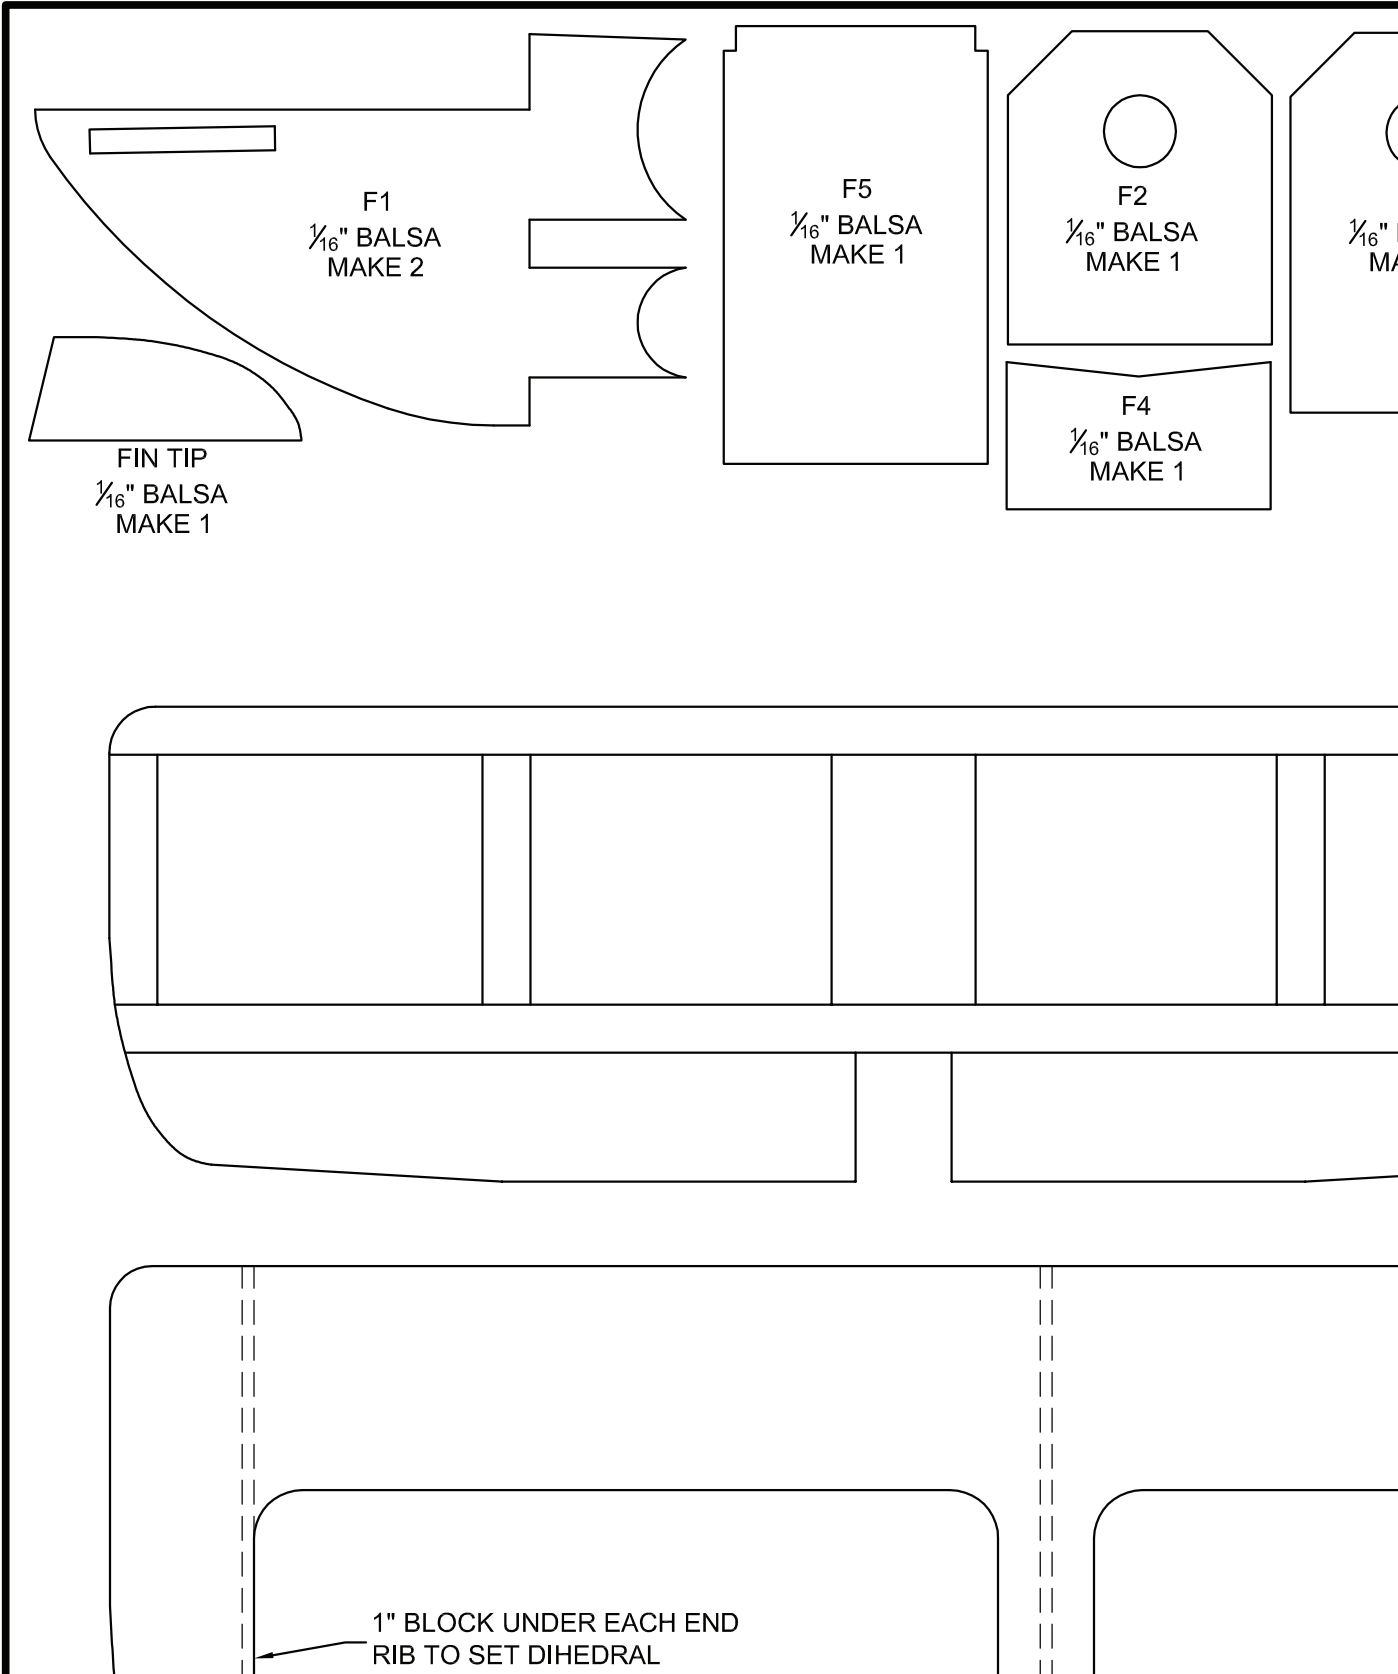 F1
1⁄16" BALSA
MAKE 2
F5
1⁄16" BALSA
MAKE 1
F2
1⁄16" BALSA
MAKE 1
1⁄16"
F4
1⁄16" BALSA
MAKE 1
FIN TIP
1⁄16" BALSA
MAKE 1
1" BLOCK UNDER EACH END
RIB TO SET DIHEDRAL